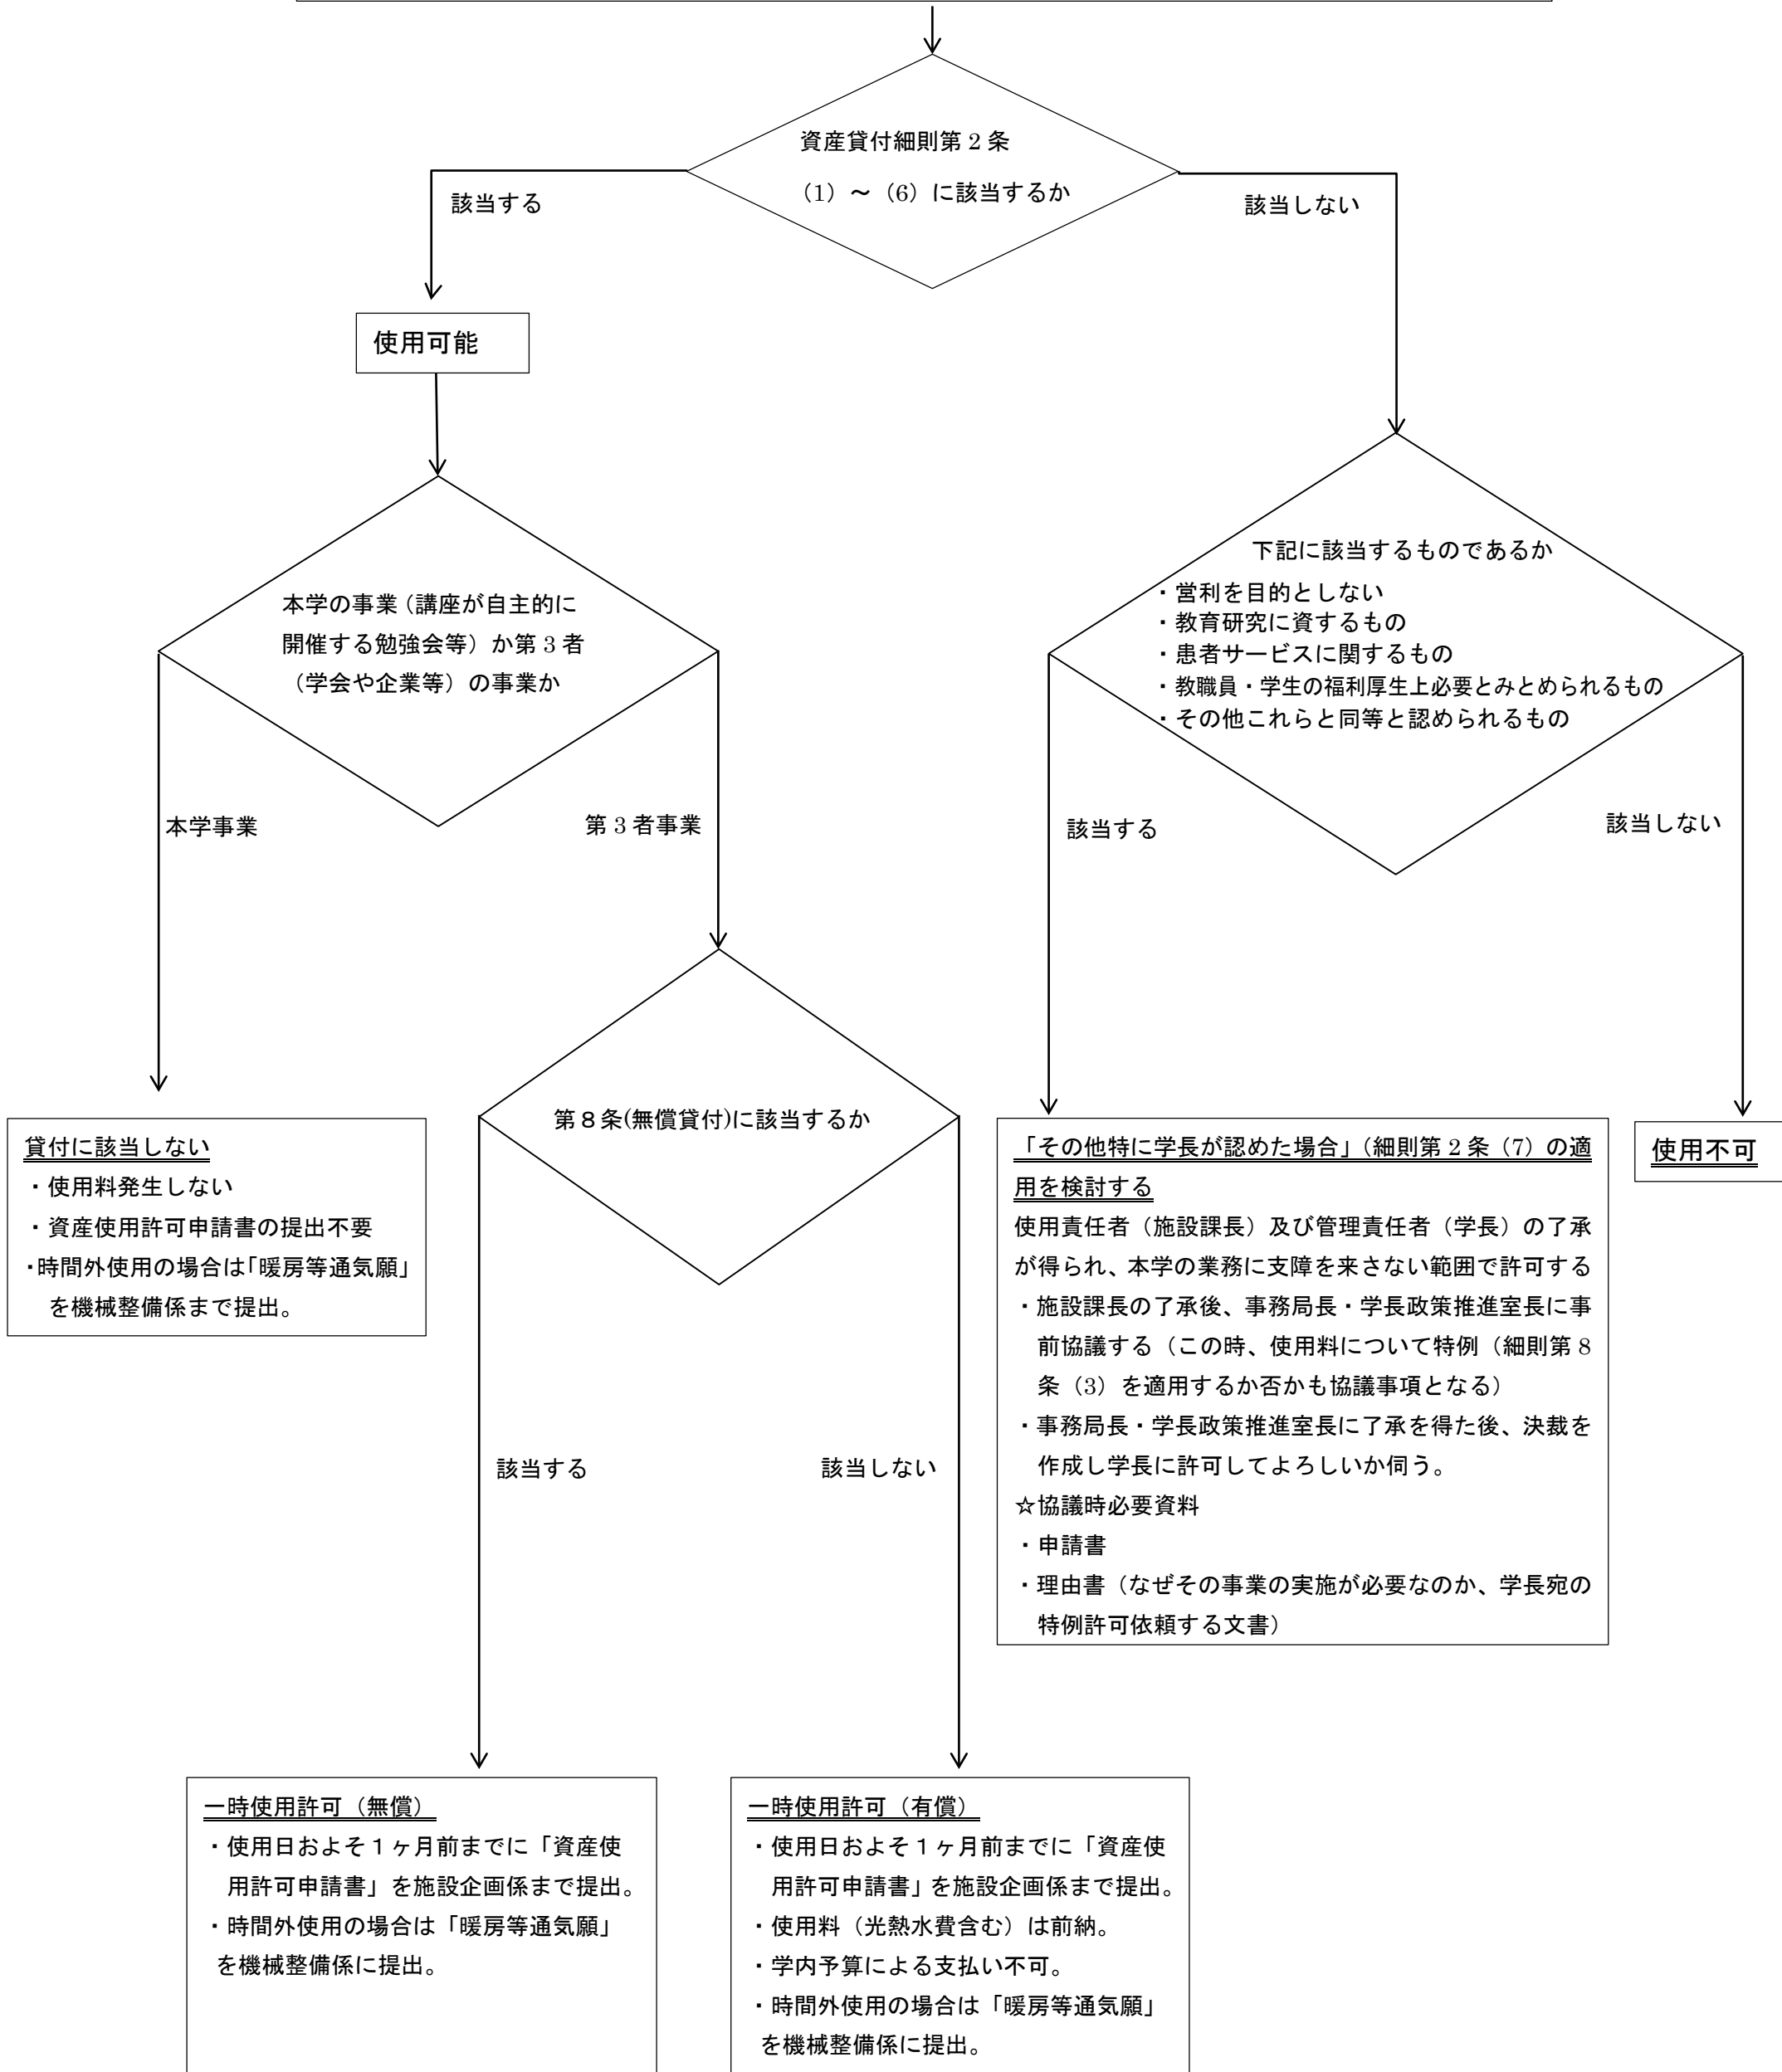 資産貸付細則第 2 条
（1）～（6）に該当するか
該当する
該当しない
使用可能
下記に該当するものであるか
・営利を目的としない
・教育研究に資するもの
・患者サービスに関するもの
・教職員・学生の福利厚生上必要とみとめられるもの
・その他これらと同等と認められるもの
本学の事業（講座が自主的に
開催する勉強会等）か第 3 者
（学会や企業等）の事業か
本学事業
第 3 者事業
該当する
該当しない
第８条(無償貸付)に該当するか
貸付に該当しない
・使用料発生しない
・資産使用許可申請書の提出不要
・時間外使用の場合は「暖房等通気願」
を機械整備係まで提出。
「その他特に学長が認めた場合」（細則第 2 条（7）の適
用を検討する
使用責任者（施設課長）及び管理責任者（学長）の了承
が得られ、本学の業務に支障を来さない範囲で許可する
・施設課長の了承後、事務局長・学長政策推進室長に事
前協議する（この時、使用料について特例（細則第 8
条（3）を適用するか否かも協議事項となる）
・事務局長・学長政策推進室長に了承を得た後、決裁を
作成し学長に許可してよろしいか伺う。
☆協議時必要資料
・申請書
・理由書（なぜその事業の実施が必要なのか、学長宛の
特例許可依頼する文書）
使用不可
該当する
該当しない
一時使用許可（無償）
・使用日およそ１ヶ月前までに「資産使
用許可申請書」を施設企画係まで提出。
・時間外使用の場合は「暖房等通気願」
を機械整備係に提出。
一時使用許可（有償）
・使用日およそ１ヶ月前までに「資産使
用許可申請書」を施設企画係まで提出。
・使用料（光熱水費含む）は前納。
・学内予算による支払い不可。
・時間外使用の場合は「暖房等通気願」
を機械整備係に提出。